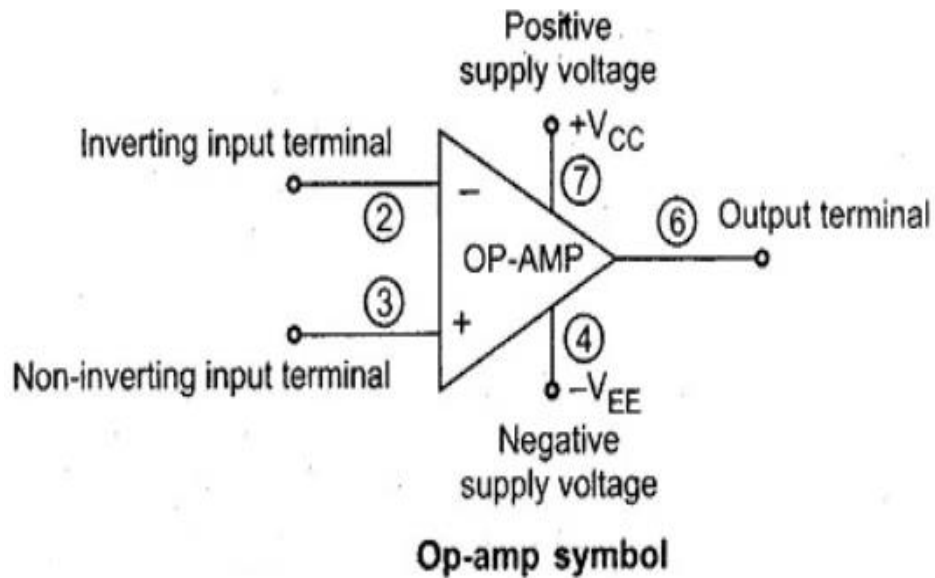 Positive
supply voltage
+VCC
Inverting input terminal
−
②
⑦
⑥
Output terminal
OP-AMP
③
+
④
Non-inverting input terminal
−VEE
Negative
supply voltage
Op-amp symbol